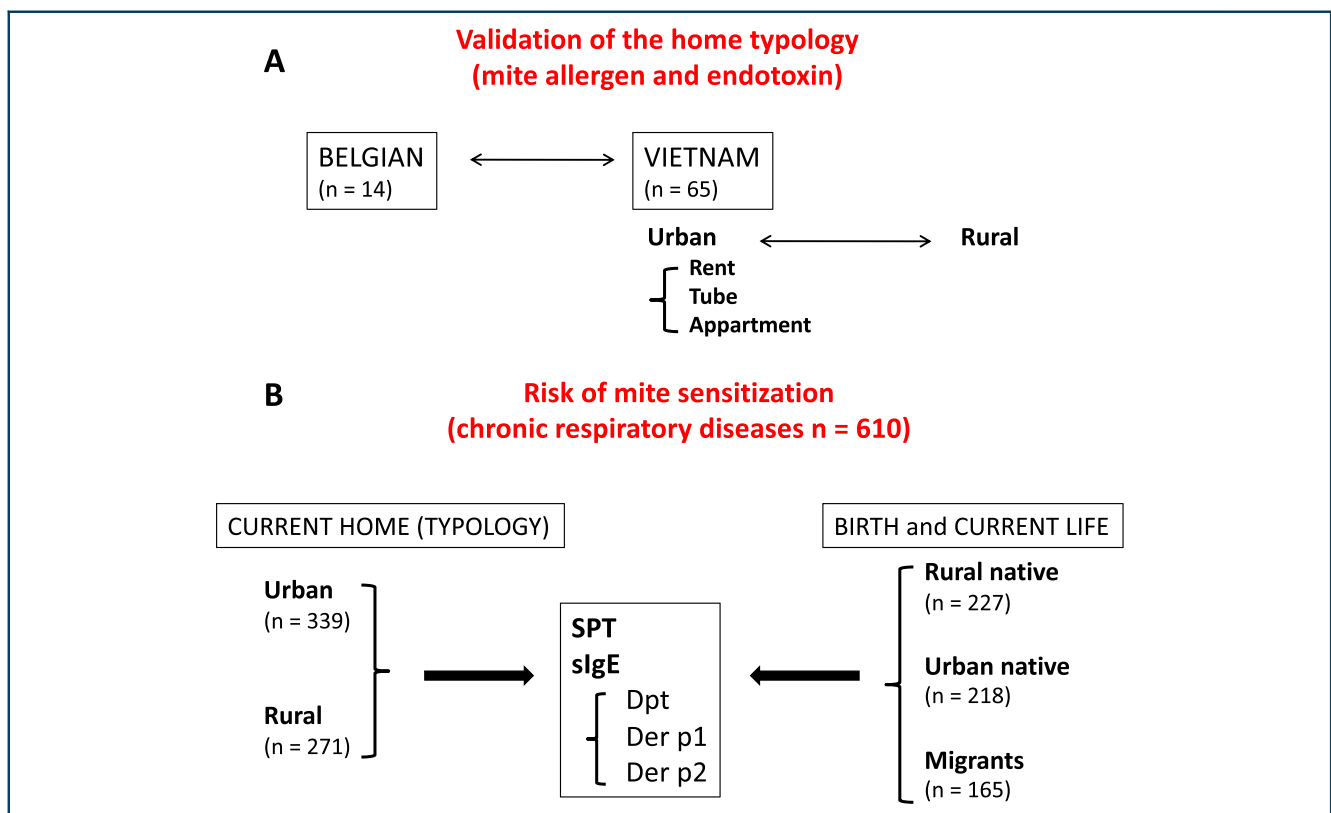 A
Validation of the home typology
(mite allergen and endotoxin)
BELGIAN
(n = 14)
VIETNAM
(n = 65)
Urban
Rural
Rent
Tube
Appartment
B
Risk of mite sensitization
(chronic respiratory diseases n = 610)
CURRENT HOME (TYPOLOGY)
Urban
(n = 339)
Rural
(n = 271)
SPT
sIgE
Dpt
Der p1
Der p2
BIRTH and CURRENT LIFE
Rural native
(n = 227)
Urban native
(n = 218)
Migrants
(n = 165)